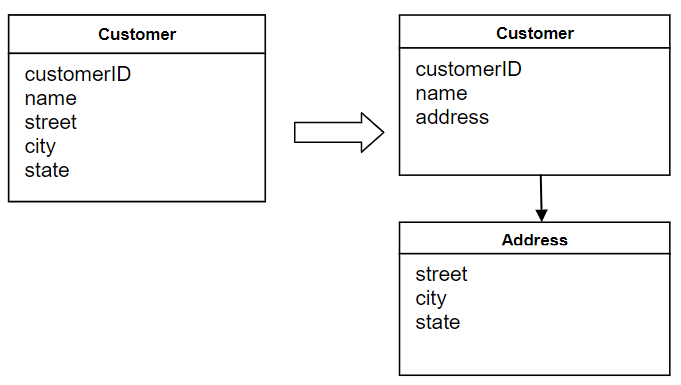 Customer
customerID
name
street
city
state
Customer
customerID
name
address
Address
street
city
state